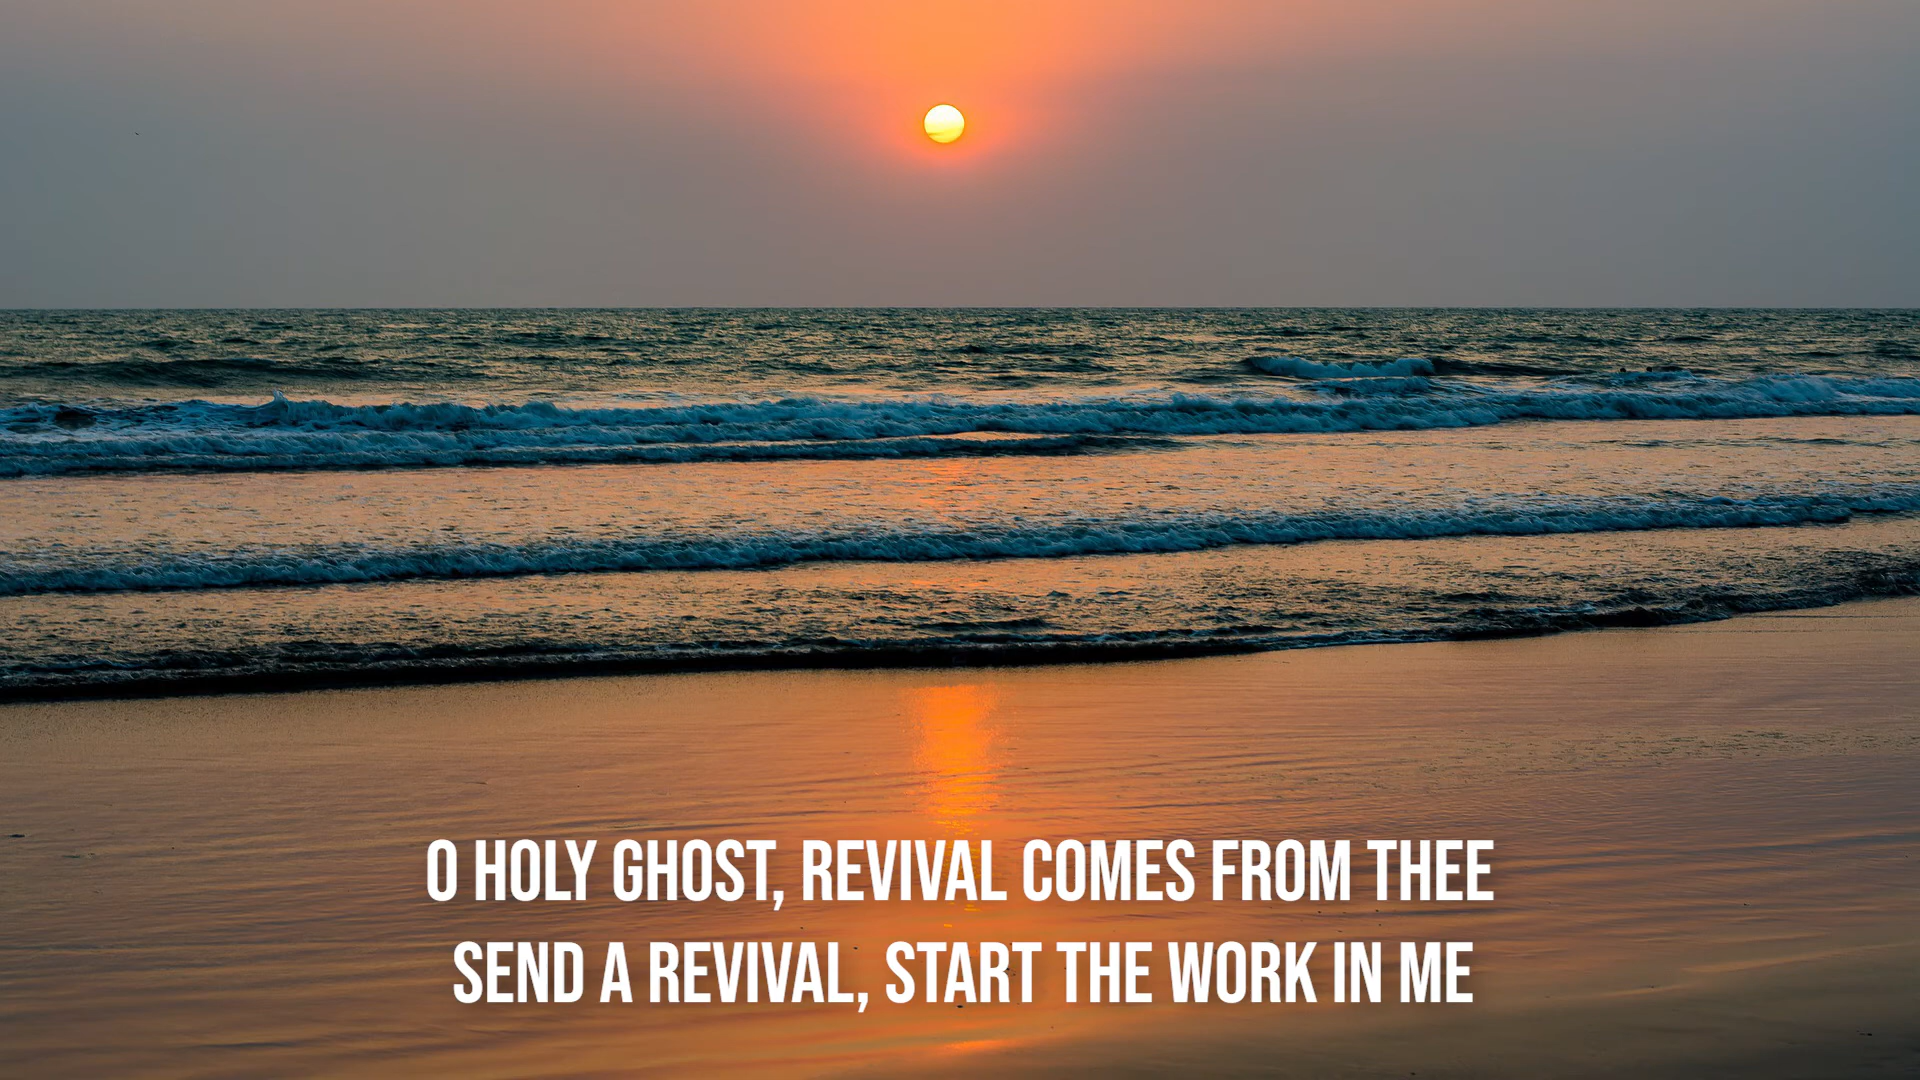 O HOLY GHOST, REVIVAL COMES FROM THEE
SEND A REVIVAL, START THE WORK IN ME